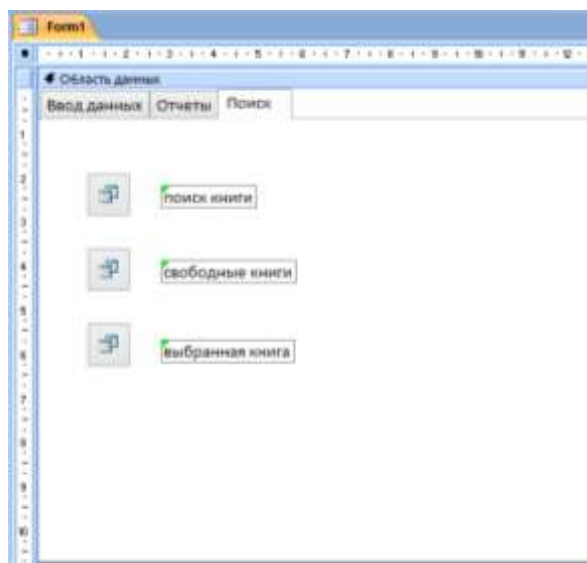 Form1
Область данных
Ввод данных Отчеты Поиск
поиск книги
свободные книги
выбранная книга